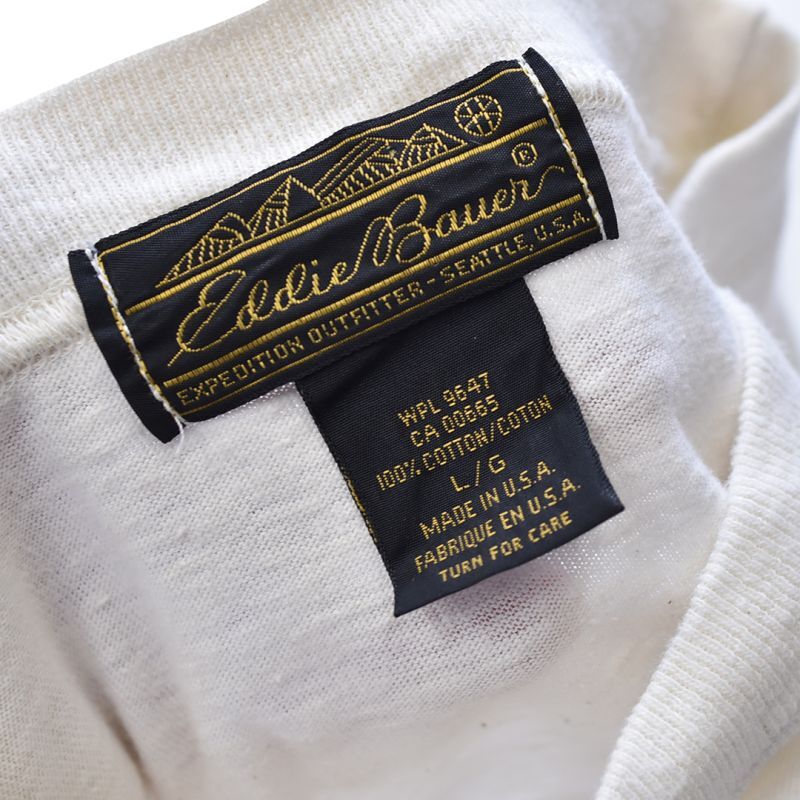 Eddie Bauer ®
EXPEDITION OUTFITTER - SEATTLE, U.S.A.
WPL 9647
CA 00665
100% COTTON/COTON
L/G
MADE IN U.S.A.
FABRIQUE EN U.S.A.
TURN FOR CARE